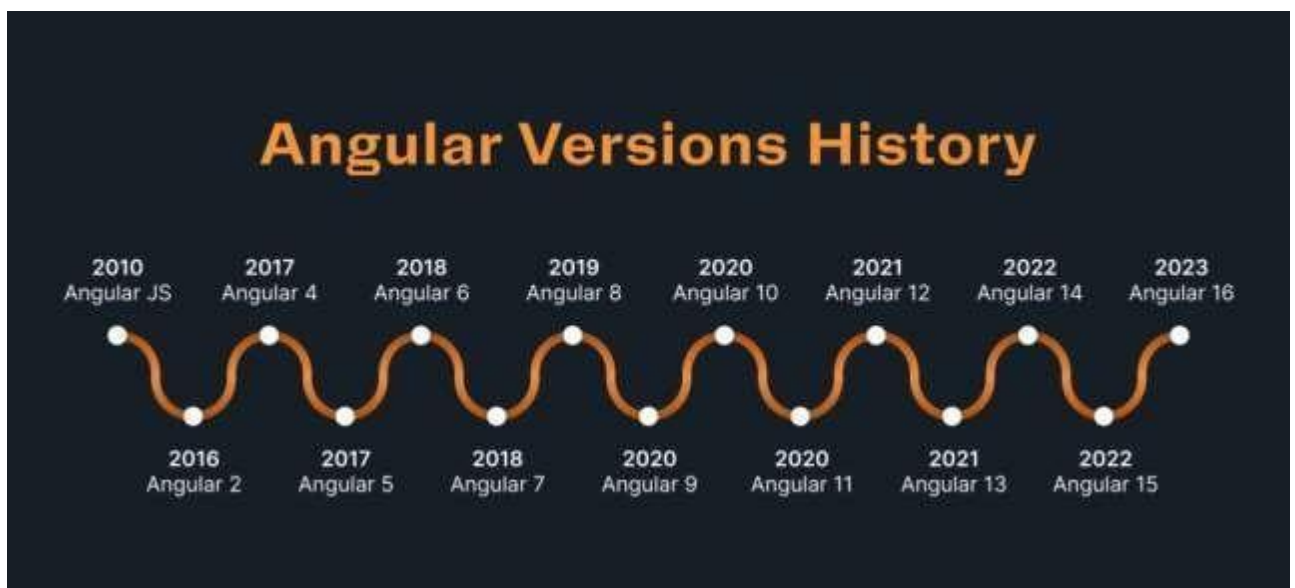 Angular Versions History
2010
Angular JS
2017
Angular 4
2018
Angular 6
2019
Angular 8
2020
Angular 10
2021
Angular 12
2022
Angular 14
2023
Angular 16
2016
Angular 2
2017
Angular 5
2018
Angular 7
2020
Angular 9
2020
Angular 11
2021
Angular 13
2022
Angular 15